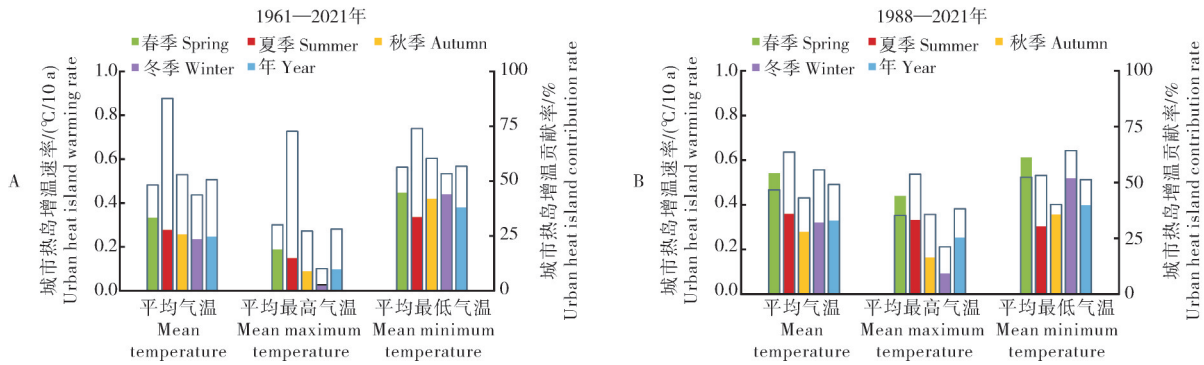 1961—2021年
春季 Spring 夏季 Summer 秋季 Autumn
冬季 Winter 年 Year
A
城市热岛增温速率/(℃/10 a)
Urban heat island warming rate
1.0
0.8
0.6
0.4
0.2
0.0
100
75
50
25
0
城市热岛增温贡献率/%
Urban heat island contribution rate
平均气温 平均最高气温 平均最低气温
Mean Mean maximum Mean minimum
temperature temperature temperature
1988—2021年
春季 Spring 夏季 Summer 秋季 Autumn
冬季 Winter 年 Year
B
城市热岛增温速率/(℃/10 a)
Urban heat island warming rate
1.0
0.8
0.6
0.4
0.2
0.0
100
75
50
25
0
城市热岛增温贡献率/%
Urban heat island contribution rate
平均气温 平均最高气温 平均最低气温
Mean Mean maximum Mean minimum
temperature temperature temperature